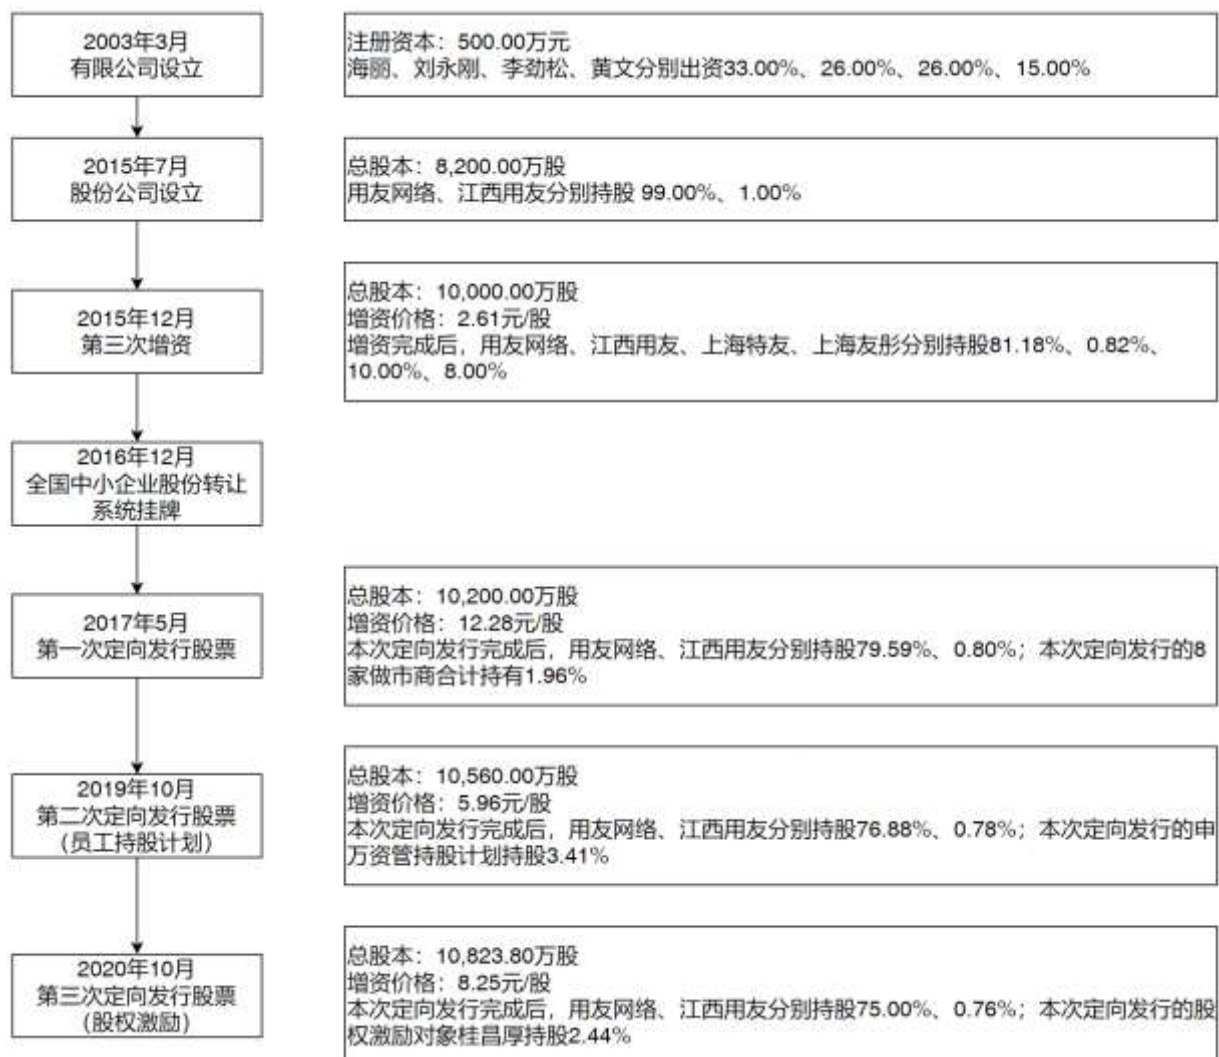 2003年3月
有限公司设立
注册资本：500.00万元
海丽、刘永刚、李劲松、黄文分别出资33.00%、26.00%、26.00%、15.00%
2015年7月
股份公司设立
总股本：8,200.00万股
用友网络、江西用友分别持股 99.00%、1.00%
2015年12月
第三次增资
总股本：10,000.00万股
增资价格：2.61元/股
增资完成后，用友网络、江西用友、上海特友、上海友彤分别持股81.18%、0.82%、
10.00%、8.00%
2016年12月
全国中小企业股份转让
系统挂牌
2017年5月
第一次定向发行股票
总股本：10,200.00万股
增资价格：12.28元/股
本次定向发行完成后，用友网络、江西用友分别持股79.59%、0.80%；本次定向发行的8
家做市商合计持有1.96%
2019年10月
第二次定向发行股票
（员工持股计划）
总股本：10,560.00万股
增资价格：5.96元/股
本次定向发行完成后，用友网络、江西用友分别持股76.88%、0.78%；本次定向发行的申
万资管持股计划持股3.41%
2020年10月
第三次定向发行股票
（股权激励）
总股本：10,823.80万股
增资价格：8.25元/股
本次定向发行完成后，用友网络、江西用友分别持股75.00%、0.76%；本次定向发行的股
权激励对象桂昌厚持股2.44%